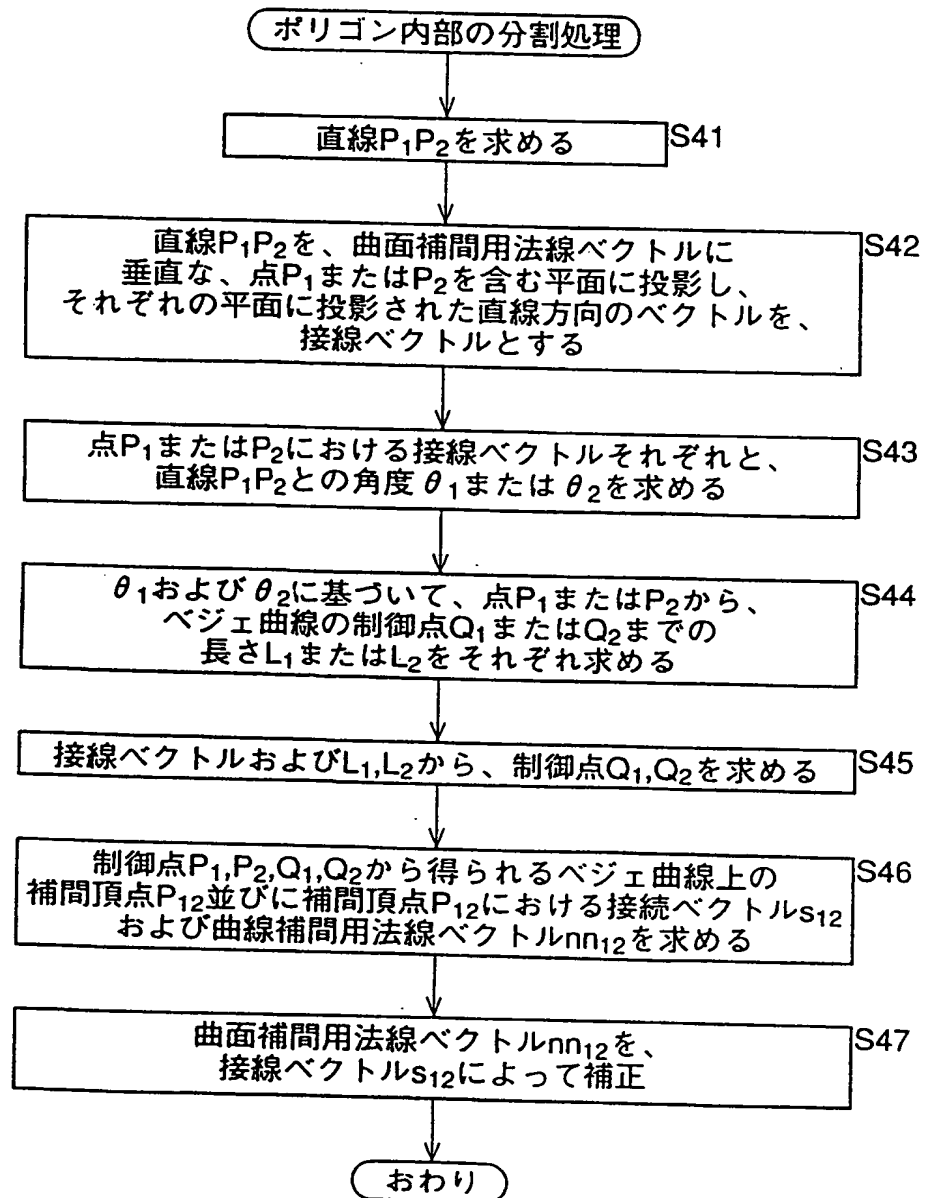 ポリゴン内部の分割処理
直線P₁P₂を求める
S41
直線P₁P₂を、曲面補間用法線ベクトルに
垂直な、点P₁またはP₂を含む平面に投影し、
それぞれの平面に投影された直線方向のベクトルを、
接線ベクトルとする
S42
点P₁またはP₂における接線ベクトルそれぞれと、
直線P₁P₂との角度θ₁またはθ₂を求める
S43
θ₁およびθ₂に基づいて、点P₁またはP₂から、
ベジェ曲線の制御点Q₁またはQ₂までの
長さL₁またはL₂をそれぞれ求める
S44
接線ベクトルおよびL₁,L₂から、制御点Q₁,Q₂を求める
S45
制御点P₁,P₂,Q₁,Q₂から得られるベジェ曲線上の
補間頂点P₁₂並びに補間頂点P₁₂における接続ベクトルs₁₂
および曲線補間用法線ベクトルnn₁₂を求める
S46
曲面補間用法線ベクトルnn₁₂を、
接線ベクトルs₁₂によって補正
S47
おわり